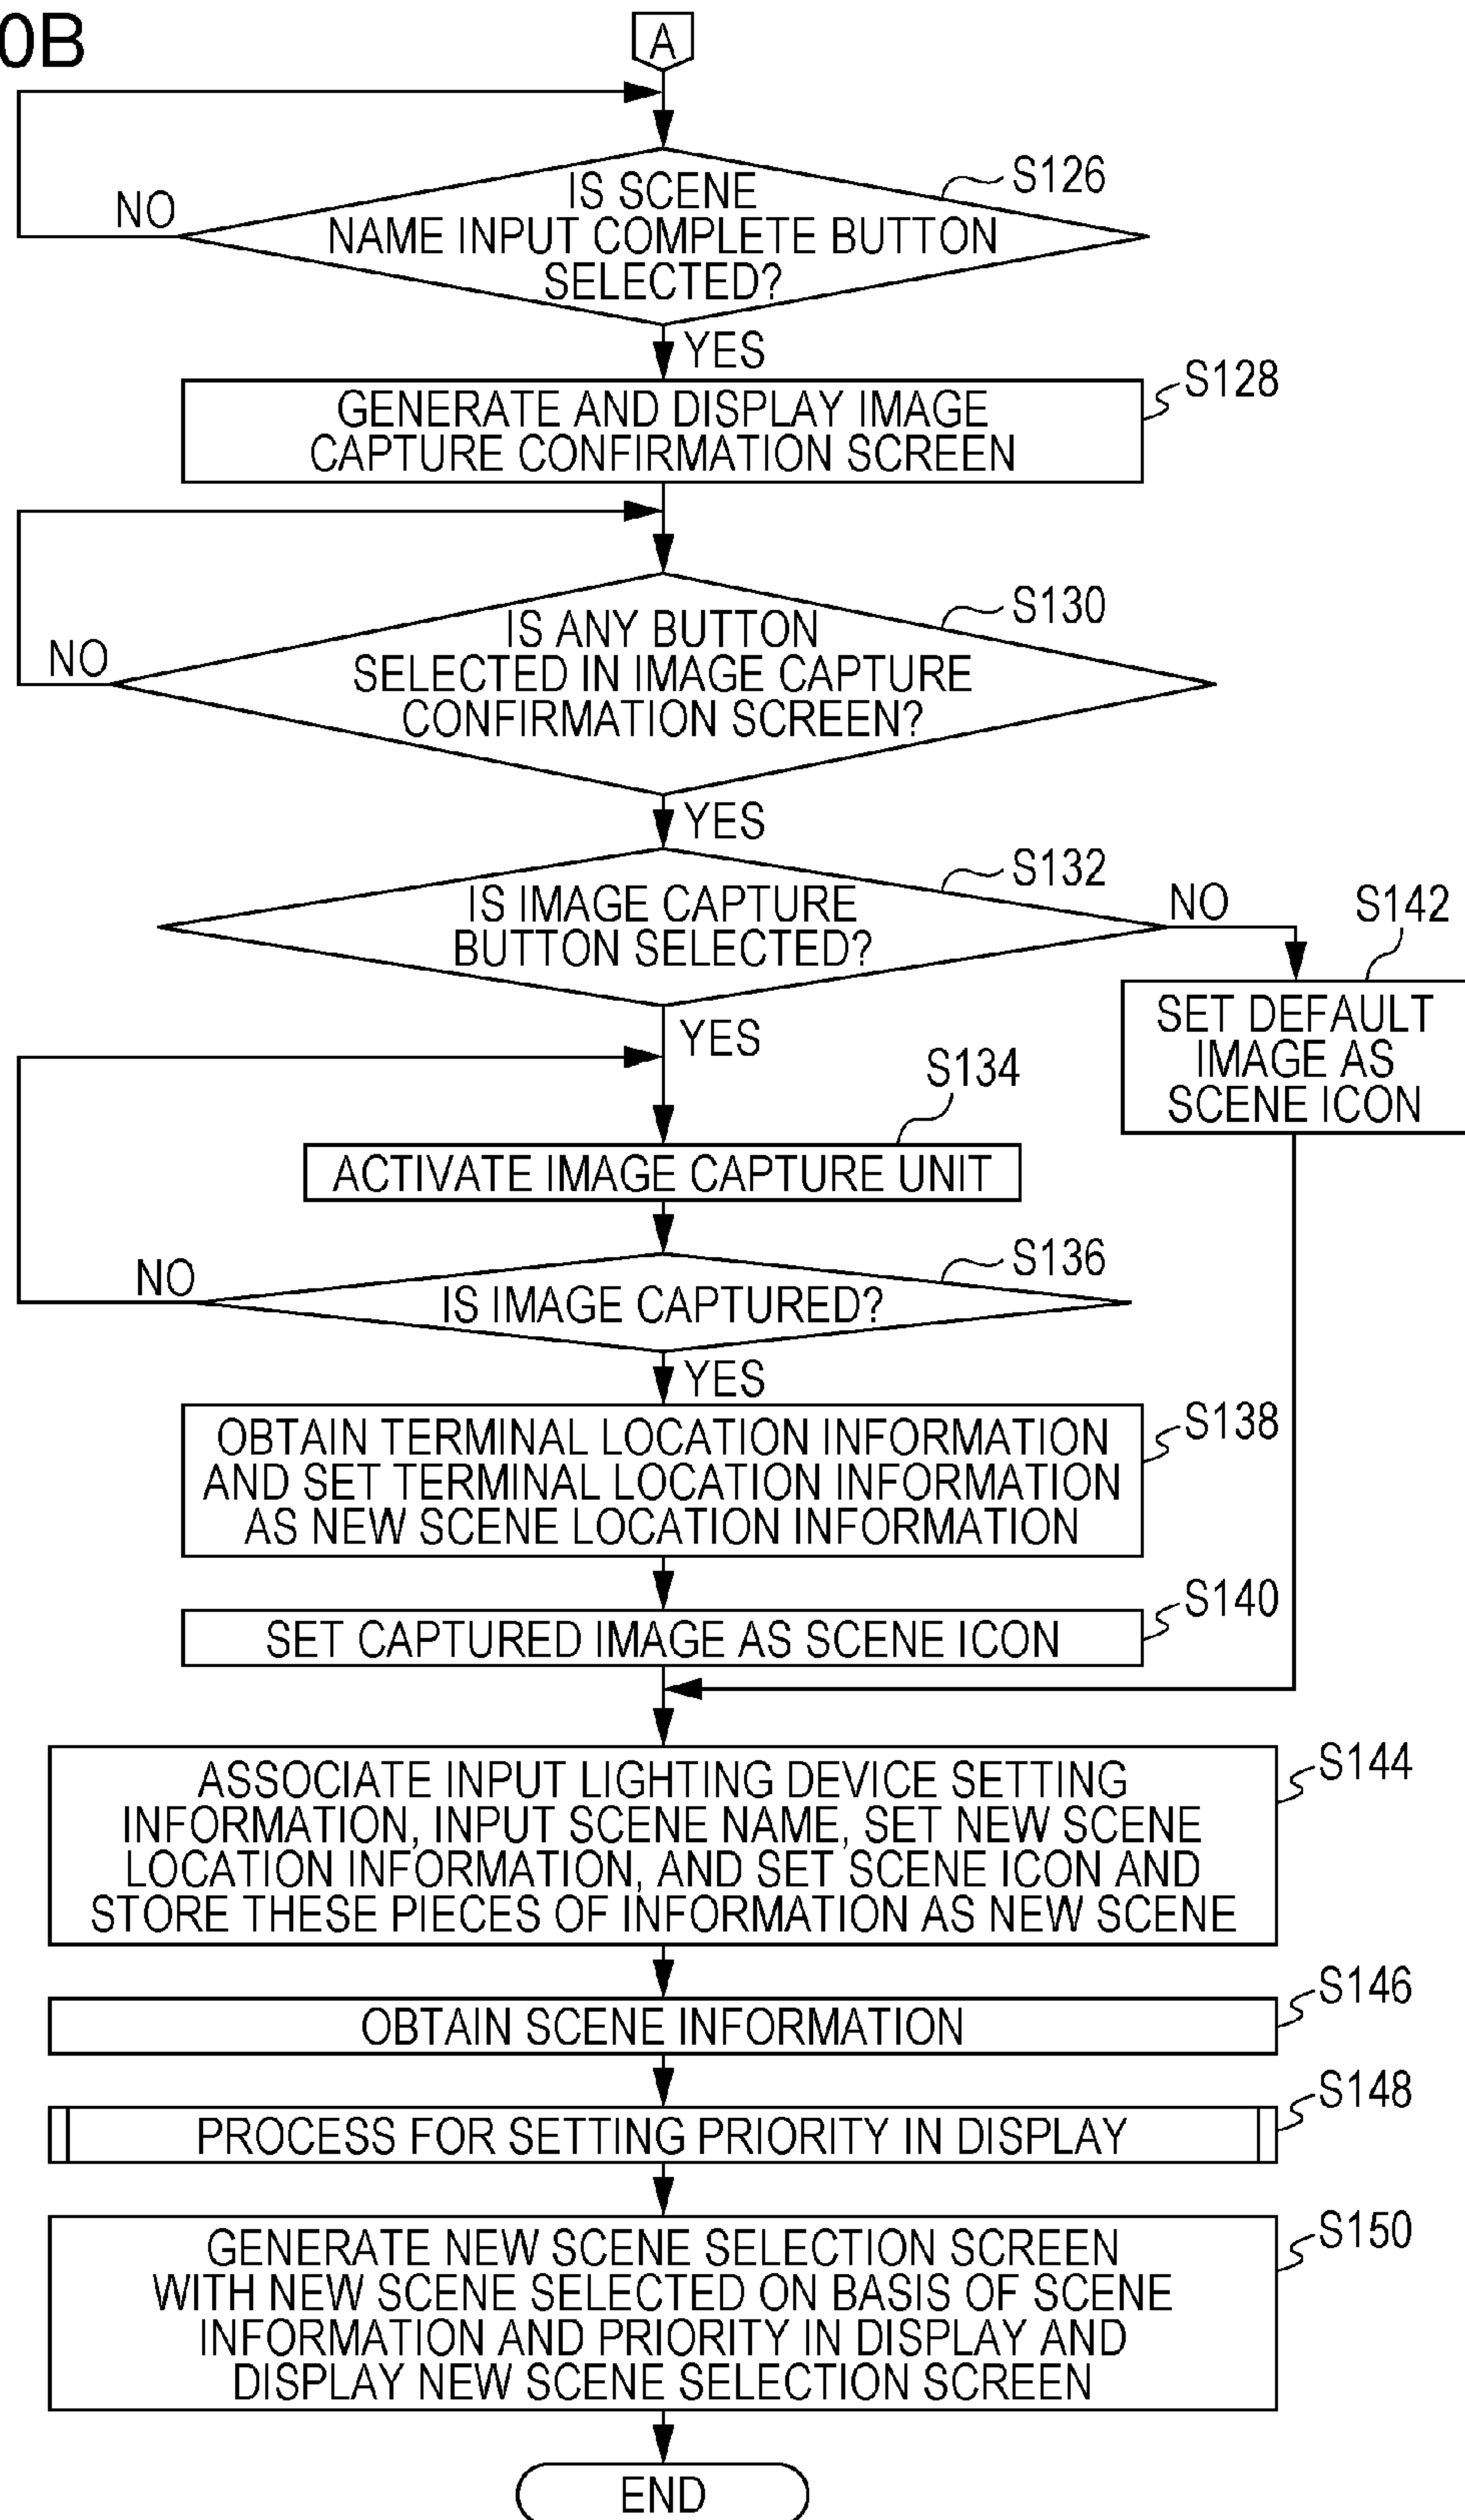 0B
A
IS SCENE
NAME INPUT COMPLETE BUTTON
SELECTED?
S126
NO
YES
GENERATE AND DISPLAY IMAGE
CAPTURE CONFIRMATION SCREEN
S128
IS ANY BUTTON
SELECTED IN IMAGE CAPTURE
CONFIRMATION SCREEN?
S130
NO
YES
IS IMAGE CAPTURE
BUTTON SELECTED?
S132
NO
S142
SET DEFAULT
IMAGE AS
SCENE ICON
YES
S134
ACTIVATE IMAGE CAPTURE UNIT
IS IMAGE CAPTURED?
S136
NO
YES
OBTAIN TERMINAL LOCATION INFORMATION
AND SET TERMINAL LOCATION INFORMATION
AS NEW SCENE LOCATION INFORMATION
S138
SET CAPTURED IMAGE AS SCENE ICON
S140
ASSOCIATE INPUT LIGHTING DEVICE SETTING
INFORMATION, INPUT SCENE NAME, SET NEW SCENE
LOCATION INFORMATION, AND SET SCENE ICON AND
STORE THESE PIECES OF INFORMATION AS NEW SCENE
S144
OBTAIN SCENE INFORMATION
S146
PROCESS FOR SETTING PRIORITY IN DISPLAY
S148
GENERATE NEW SCENE SELECTION SCREEN
WITH NEW SCENE SELECTED ON BASIS OF SCENE
INFORMATION AND PRIORITY IN DISPLAY AND
DISPLAY NEW SCENE SELECTION SCREEN
S150
END